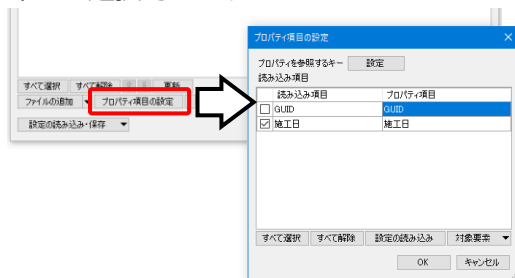 すべて選択 すべて解除 更新
ファイルの追加 プロパティ項目の設定
設定の読み込み・保存
プロパティ項目の設定
プロパティを参照するキー 設定
読み込み項目
読み込み項目 プロパティ項目
GUID GUID
施工日 施工日
すべて選択 すべて解除 設定の読み込み 対象要素
OK キャンセル